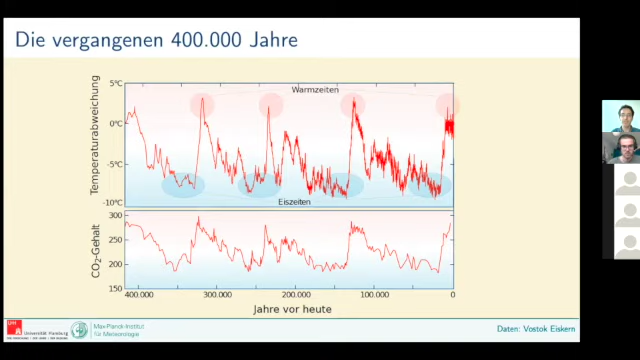 Die vergangenen 400.000 Jahre
Temperaturabweichung
5°C
0°C
-5°C
-10°C
Warmzeiten
Eiszeiten
CO₂-Gehalt
300
250
200
150
400.000
300.000
200.000
100.000
0
Jahre vor heute
Universität Hamburg
Max-Planck-Institut
für Meteorologie
Daten: Vostok Eiskern